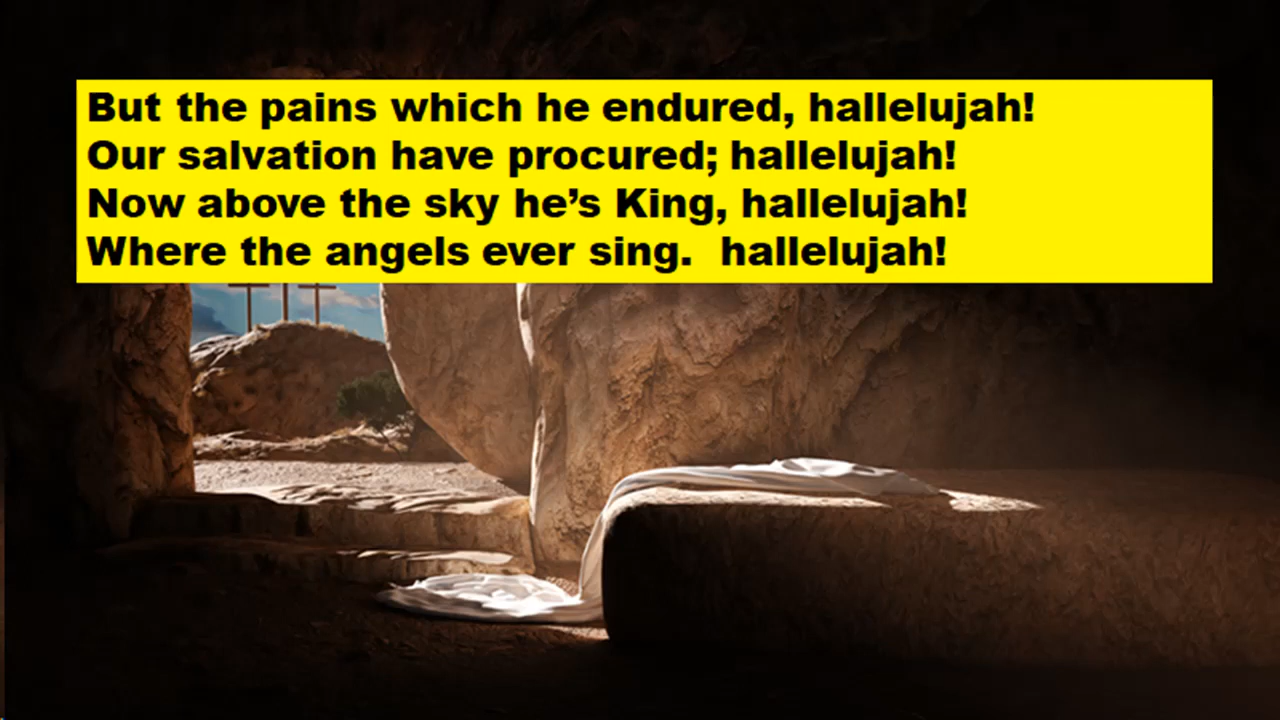 But the pains which he endured, hallelujah!
Our salvation have procured; hallelujah!
Now above the sky he’s King, hallelujah!
Where the angels ever sing.  hallelujah!